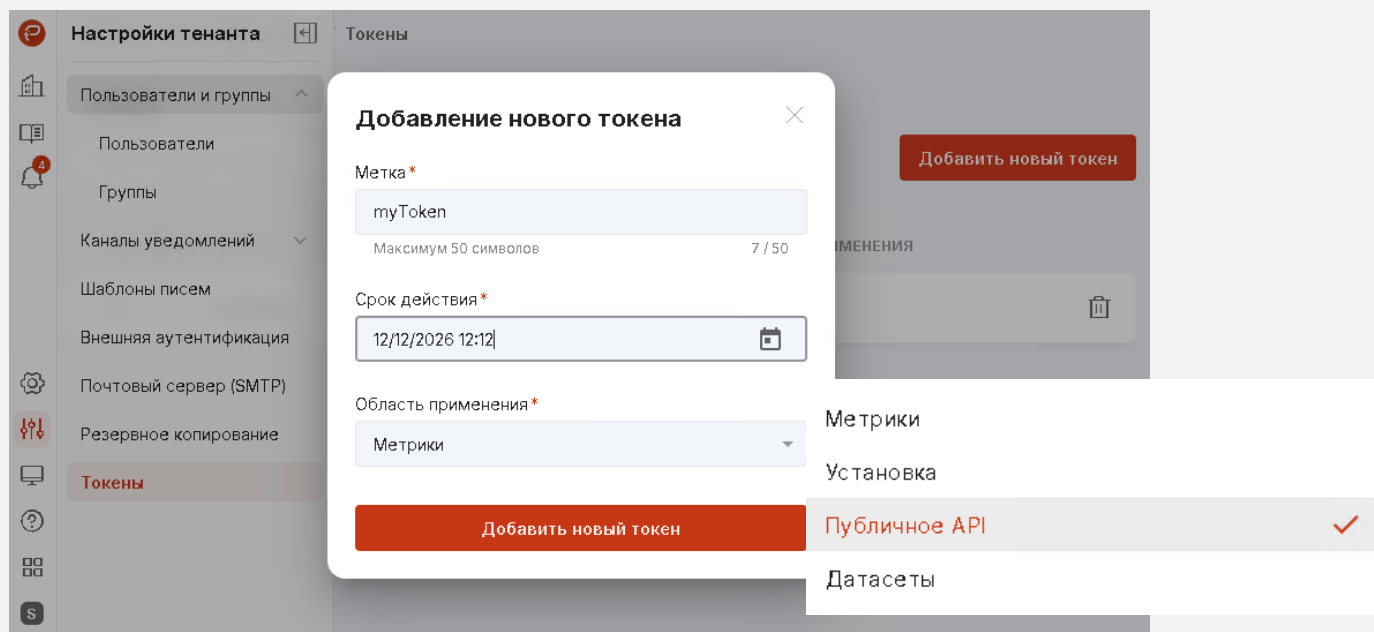 Настройки тенанта
Токены
Пользователи и группы
Пользователи
4
Группы
Каналы уведомлений
Шаблоны писем
Внешняя аутентификация
Почтовый сервер (SMTP)
Резервное копирование
Токены
S
Добавление нового токена
Метка*
myToken
Максимум 50 символов 7 / 50
Срок действия*
12/12/2026 12:12
Область применения*
Метрики
Добавить новый токен
Добавить новый токен
Метрики
Установка
Публичное API
Датасеты